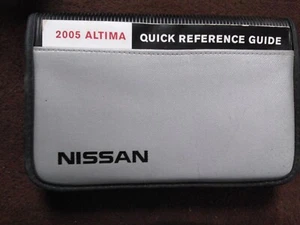 2005 ALTIMA QUICK REFERENCE GUIDE
NISSAN